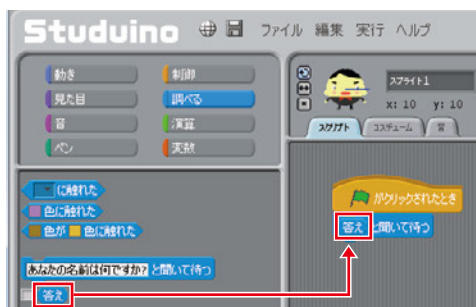 Studuino ファイル 編集 実行 ヘルプ
動き 制御
見た目 調べる
音 演算
ペン 変数
スプライト1
x: 10 y: 10
スクリプト コスチューム 音
に触れた
色に触れた
色が 色に触れた
あなたの名前は何ですか? と聞いて待つ
答え
がクリックされたとき
答え と聞いて待つ